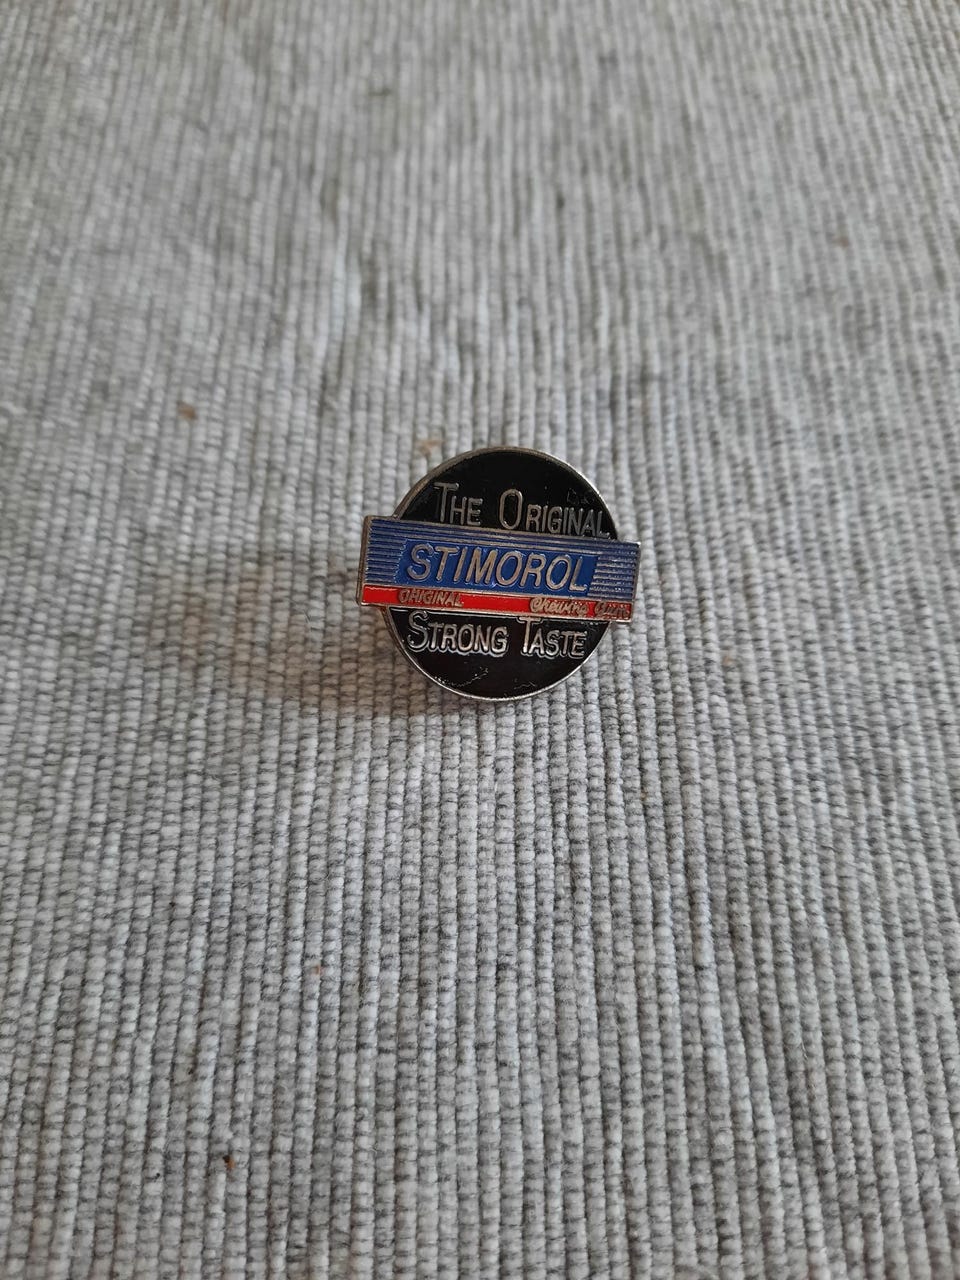 THE ORIGINAL
STIMOROL
ORIGINAL Chewing Gum
STRONG TASTE